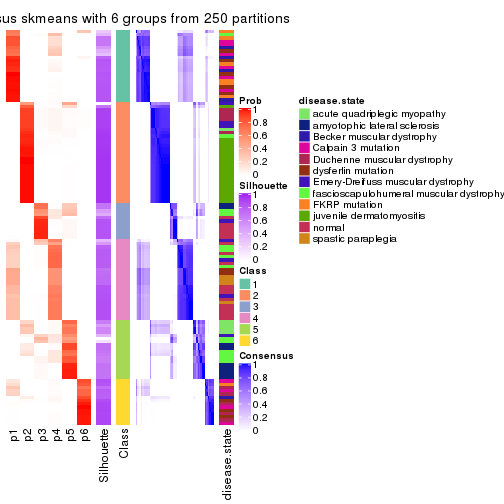 us skmeans with 6 groups from 250 partitions
Prob
1
0.8
0.6
0.4
0.2
0
Silhouette
1
0.8
0.6
0.4
0.2
0
Class
1
2
3
4
5
6
Consensus
1
0.8
0.6
0.4
0.2
0
disease.state
acute quadriplegic myopathy
amyotophic lateral sclerosis
Becker muscular dystrophy
Calpain 3 mutation
Duchenne muscular dystrophy
dysferlin mutation
Emery-Dreifuss muscular dystrophy
fascioscapulohumeral muscular dystrophy
FKRP mutation
juvenile dermatomyositis
normal
spastic paraplegia
p1
p2
p3
p4
p5
p6
Silhouette
Class
disease.state